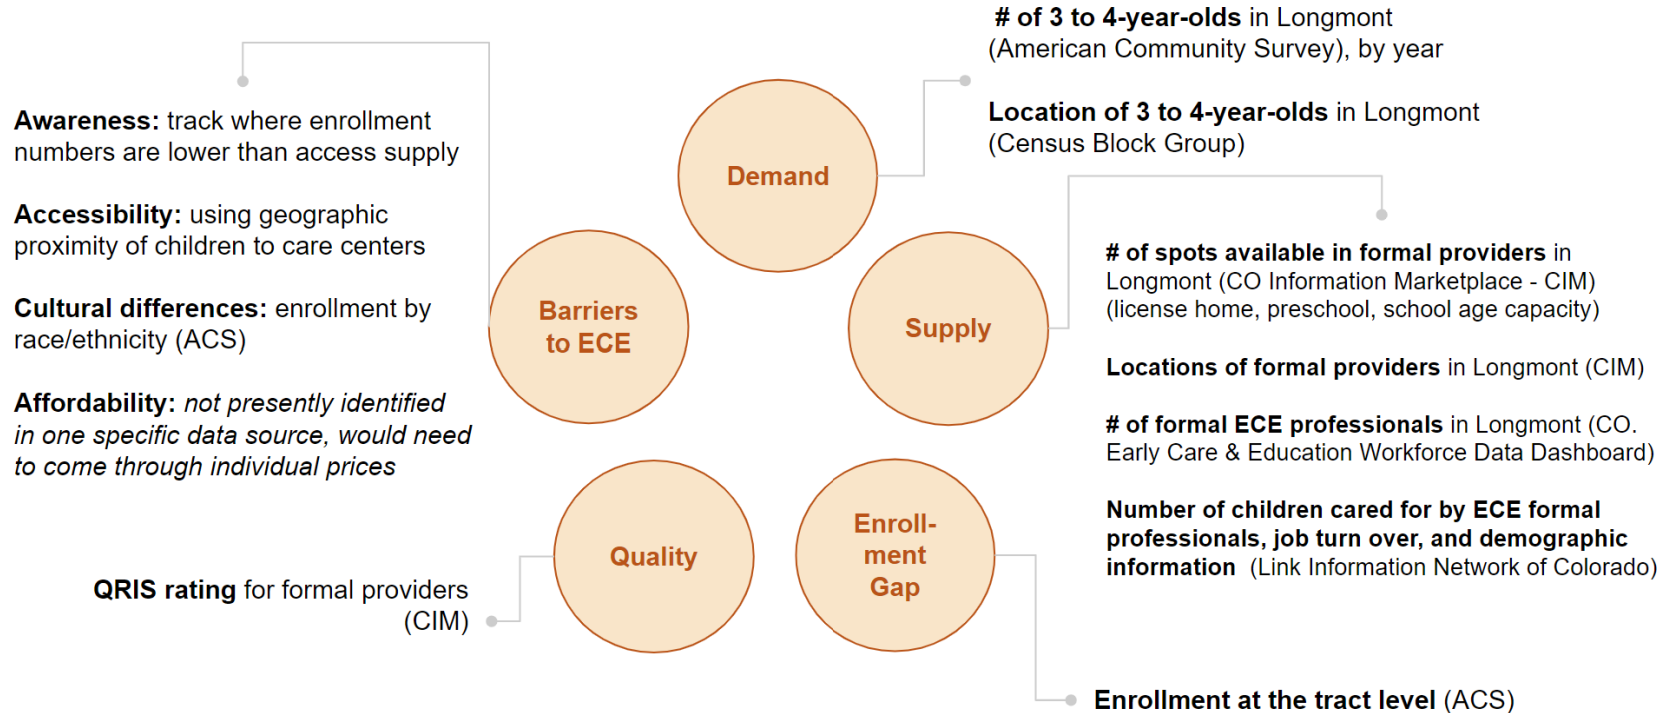 # of 3 to 4-year-olds in Longmont
(American Community Survey), by year
Location of 3 to 4-year-olds in Longmont
(Census Block Group)
Awareness: track where enrollment
numbers are lower than access supply
Accessibility: using geographic
proximity of children to care centers
Cultural differences: enrollment by
race/ethnicity (ACS)
Affordability: not presently identified
in one specific data source, would need
to come through individual prices
Demand
Barriers
to ECE
Supply
# of spots available in formal providers in
Longmont (CO Information Marketplace - CIM)
(license home, preschool, school age capacity)
Locations of formal providers in Longmont (CIM)
# of formal ECE professionals in Longmont (CO.
Early Care & Education Workforce Data Dashboard)
Number of children cared for by ECE formal
professionals, job turn over, and demographic
information (Link Information Network of Colorado)
Quality
Enroll-
ment
Gap
QRIS rating for formal providers
(CIM)
Enrollment at the tract level (ACS)